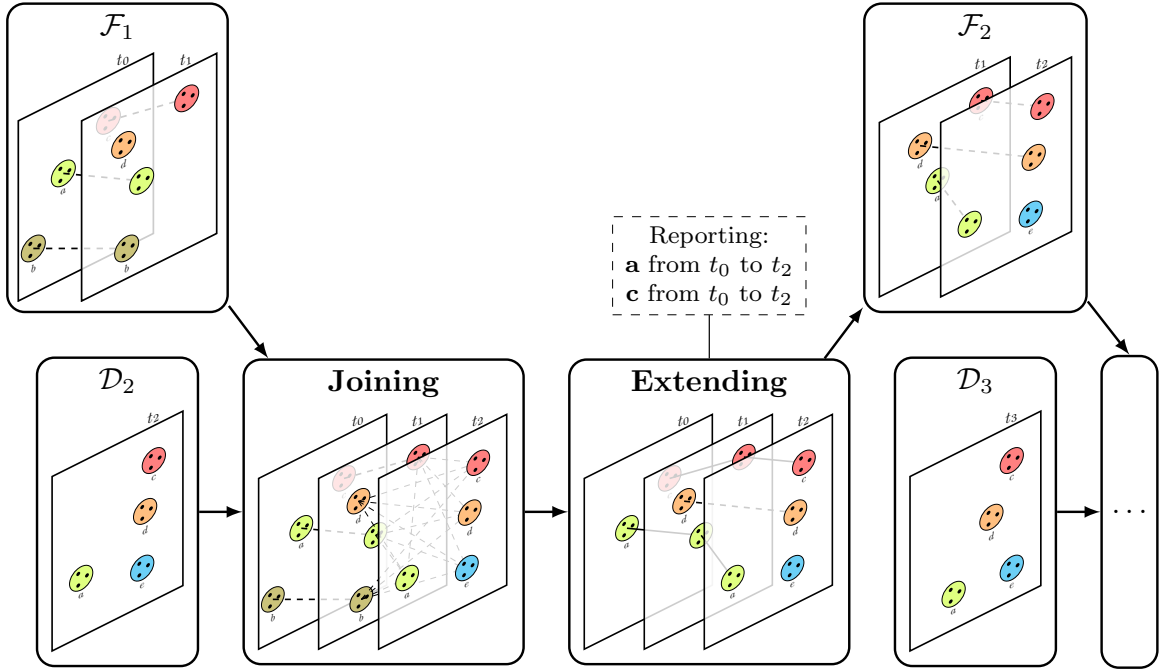 𝓕₁
t₀
t₁
c
d
a
b
b
Reporting:
a from t₀ to t₂
c from t₀ to t₂
𝓕₂
t₁
t₂
c
d
a
e
𝓓₂
t₂
c
d
e
a
Joining
t₀
t₁
t₂
c
c
d
d
a
e
a
b
b
Extending
t₀
t₁
t₂
c
c
d
d
a
e
a
𝓓₃
t₃
c
d
e
a
···